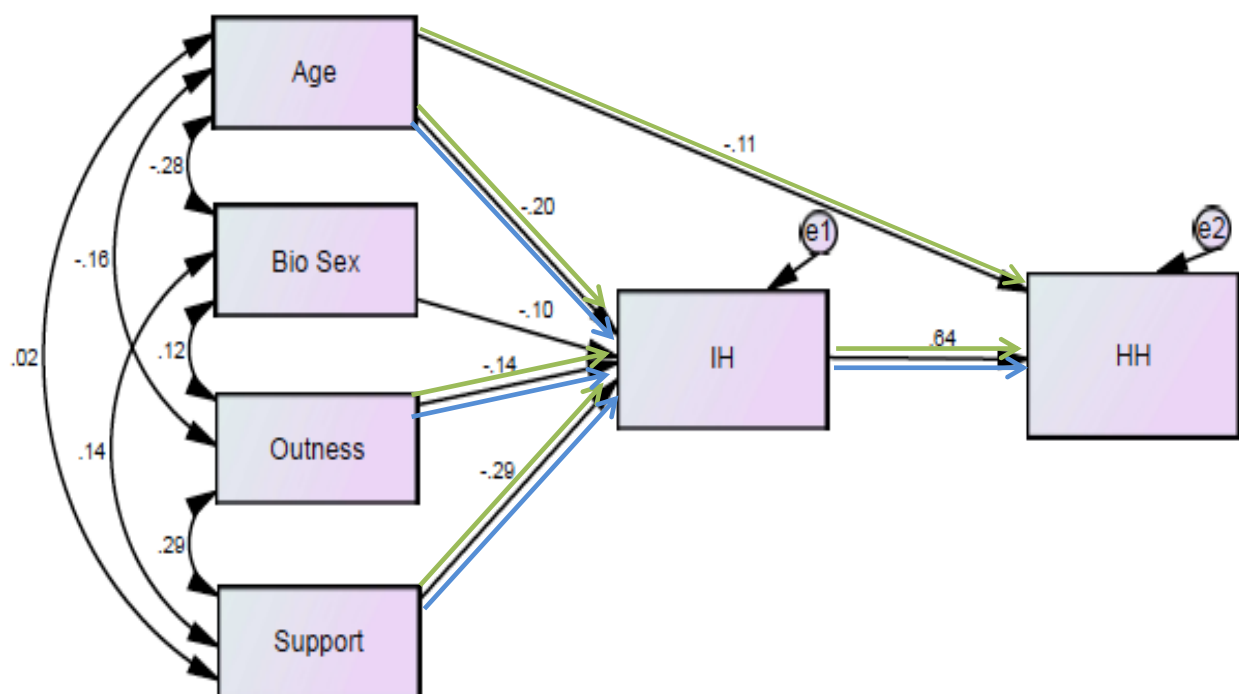 Age
-.11
-.28
-.20
e1
e2
Bio Sex
-.16
-.10
.02
.12
-.14
.64
IH
HH
.14
Outness
-.29
.29
Support